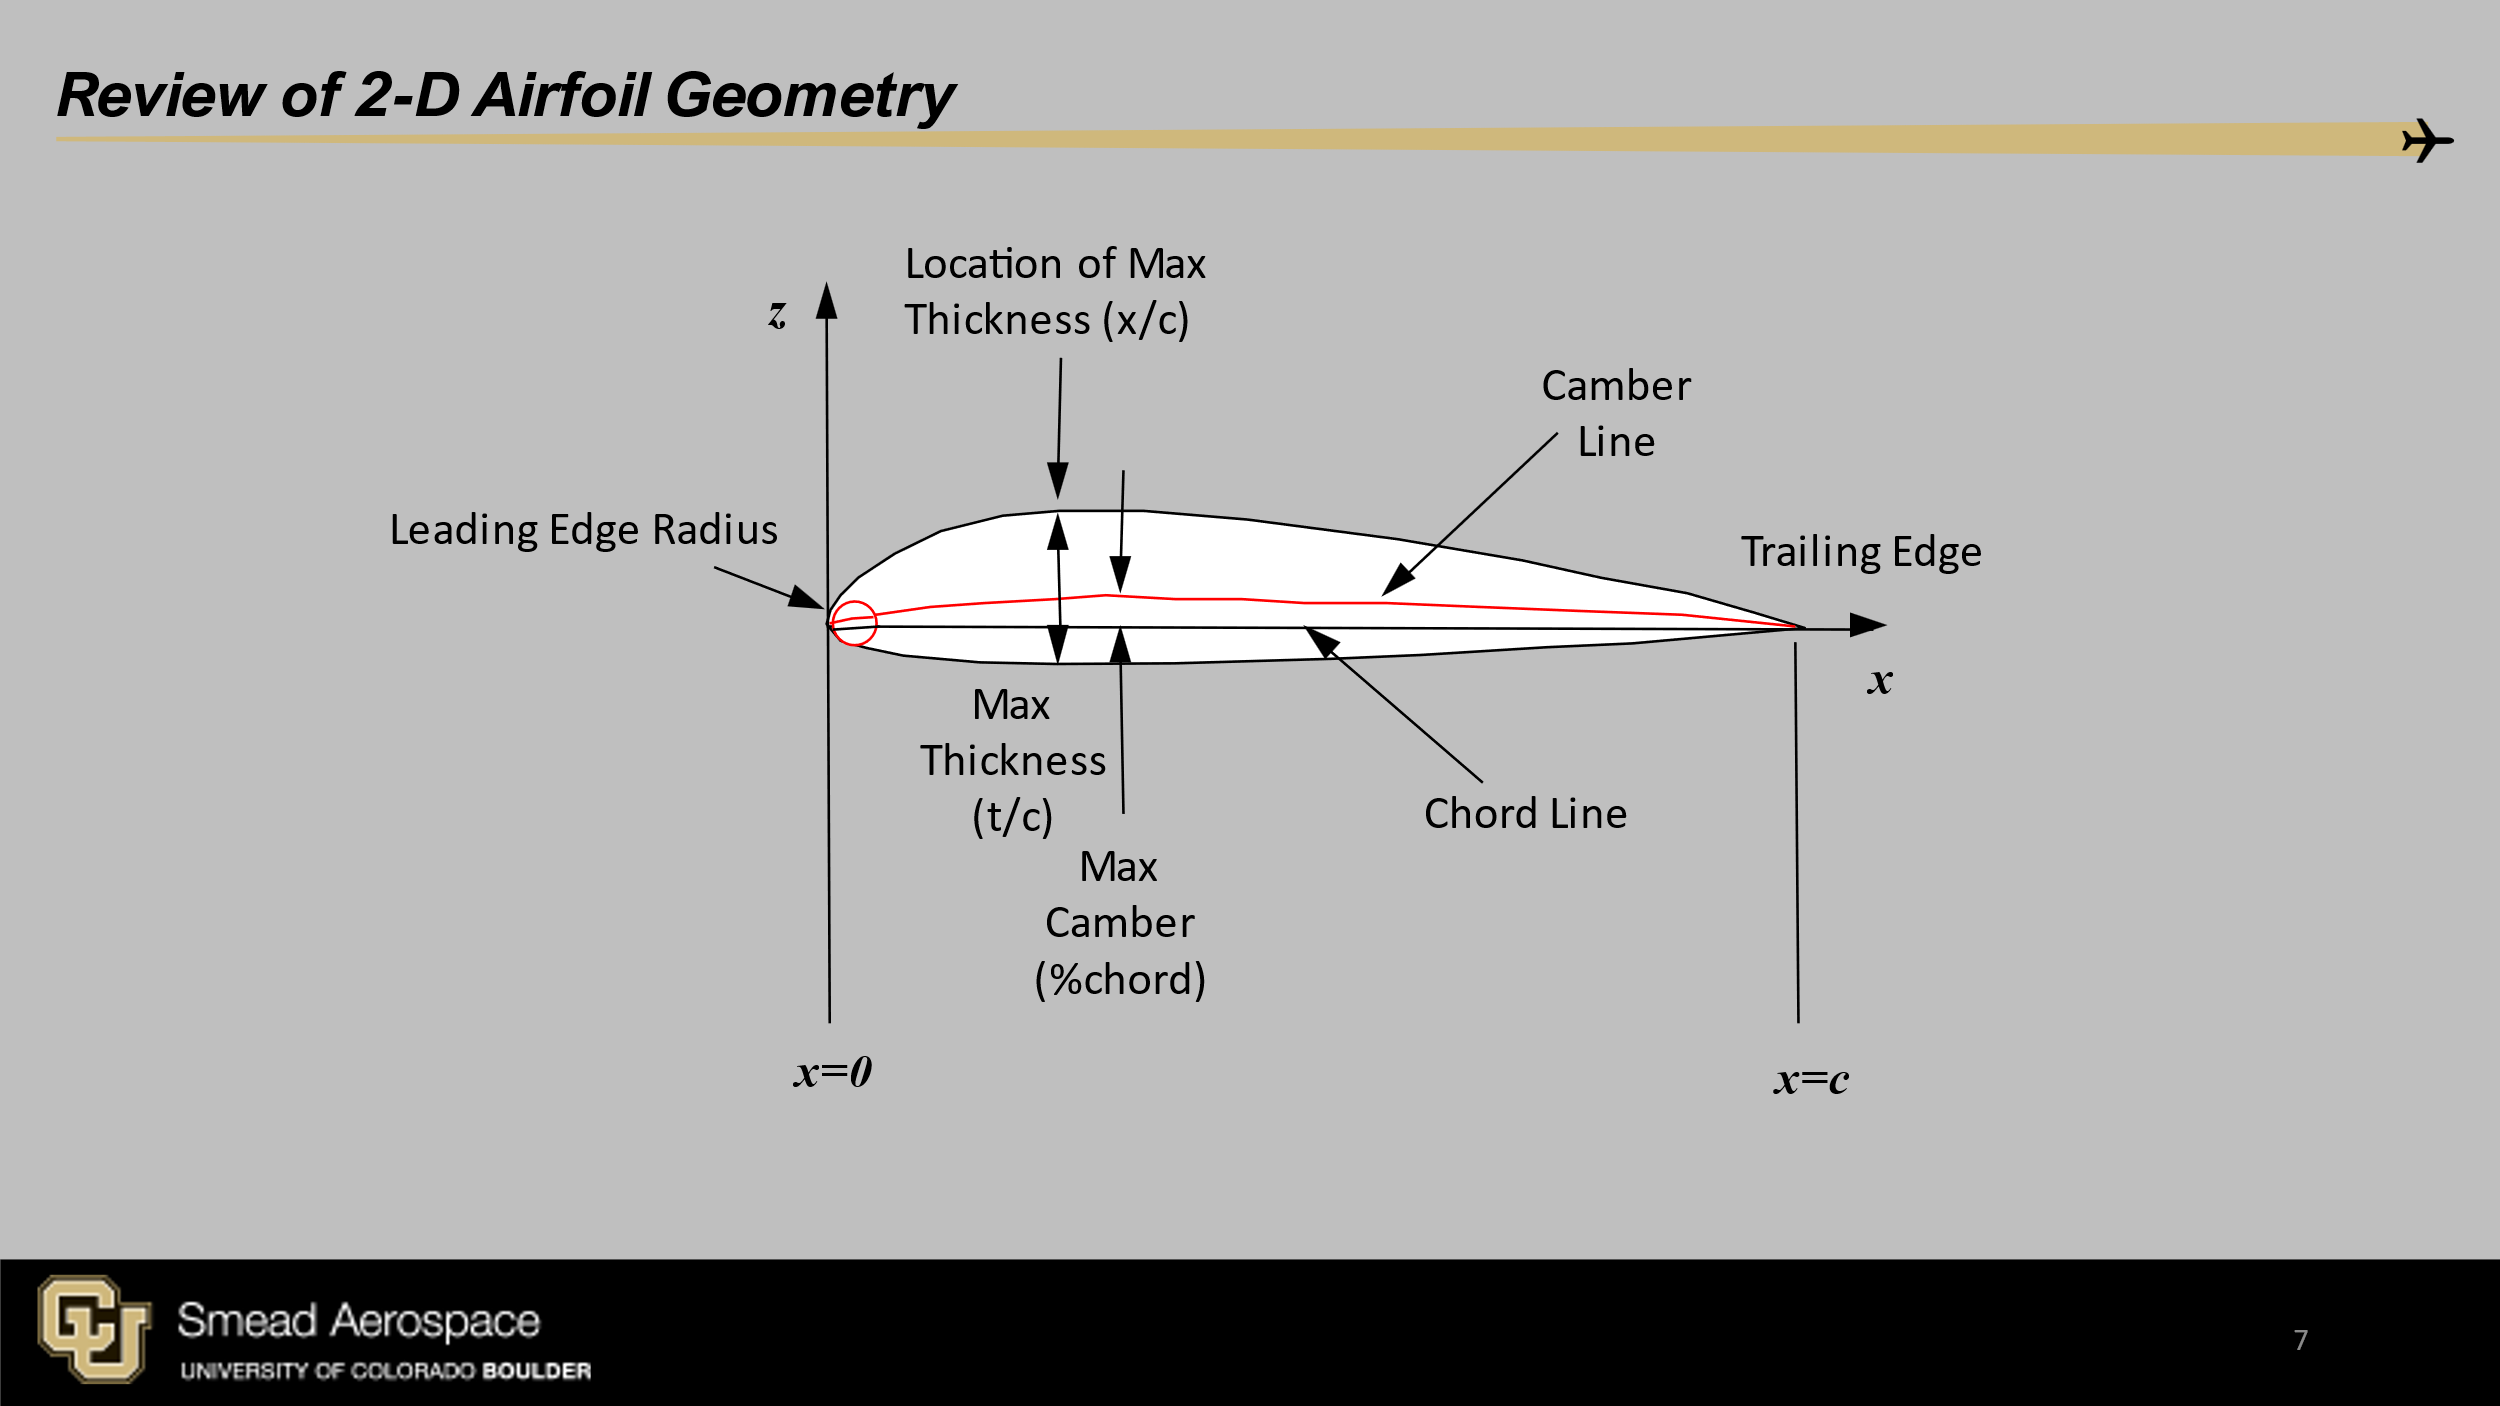 Review of 2-D Airfoil Geometry
Location of Max
Thickness (x/c)
z
Camber
Line
Leading Edge Radius
Trailing Edge
x
Max
Thickness
(t/c)
Chord Line
Max
Camber
(%chord)
x=0
x=c
CU
Smead Aerospace
UNIVERSITY OF COLORADO BOULDER
7